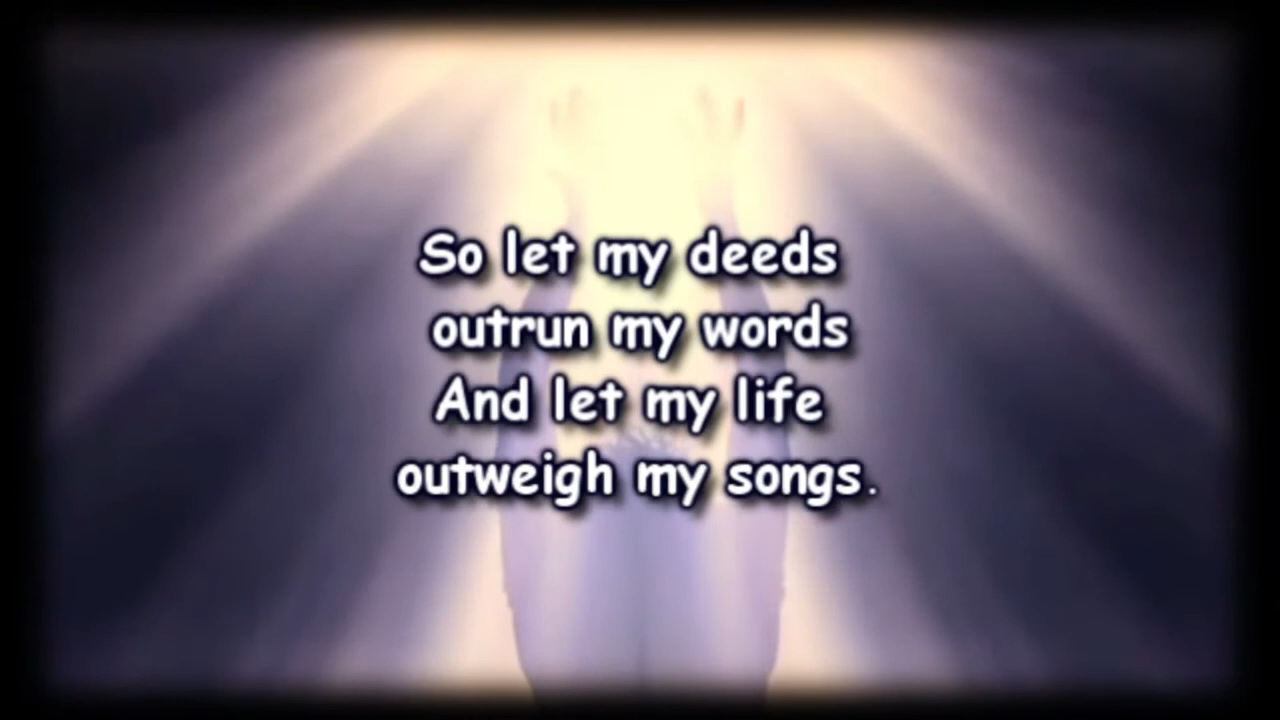 So let my deeds
outrun my words
And let my life
outweigh my songs.